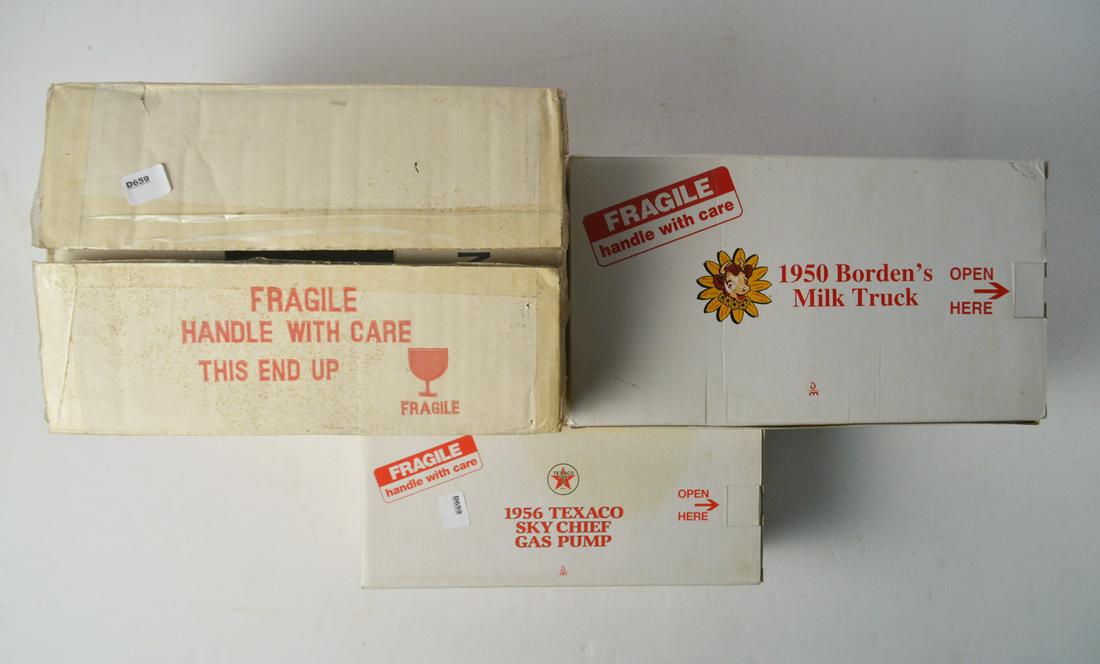 D659
N
FRAGILE
HANDLE WITH CARE
THIS END UP
FRAGILE
FRAGILE
handle with care
1950 Borden's
Milk Truck
OPEN
HERE
FRAGILE
handle with care
D659
TEXACO
1956 TEXACO
SKY CHIEF
GAS PUMP
OPEN
HERE